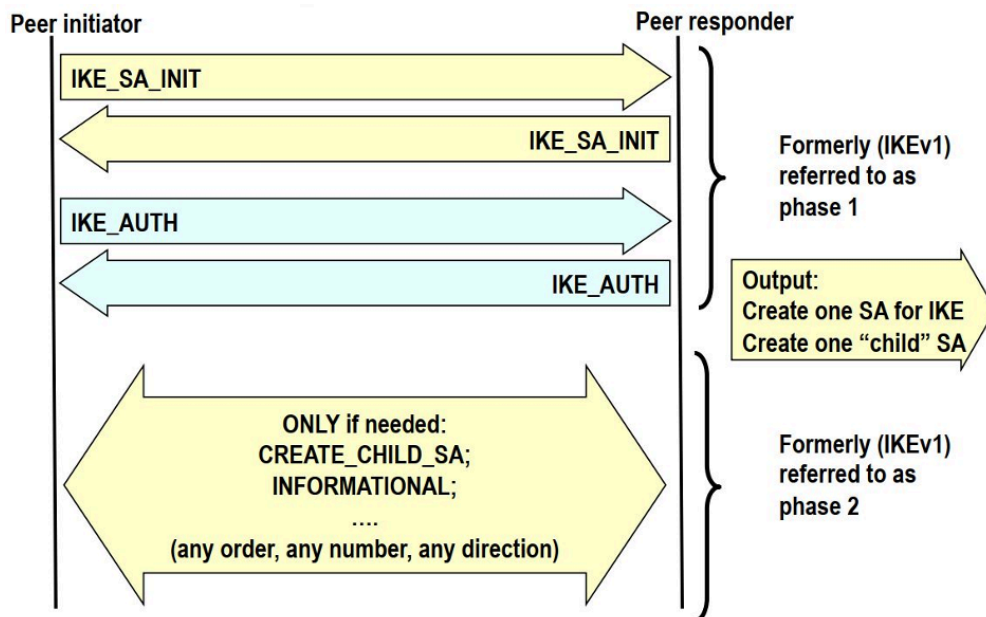 Peer initiator
Peer responder
IKE_SA_INIT
IKE_SA_INIT
Formerly (IKEv1)
referred to as
phase 1
IKE_AUTH
IKE_AUTH
Output:
Create one SA for IKE
Create one “child” SA
ONLY if needed:
CREATE_CHILD_SA;
INFORMATIONAL;
....
(any order, any number, any direction)
Formerly (IKEv1)
referred to as
phase 2